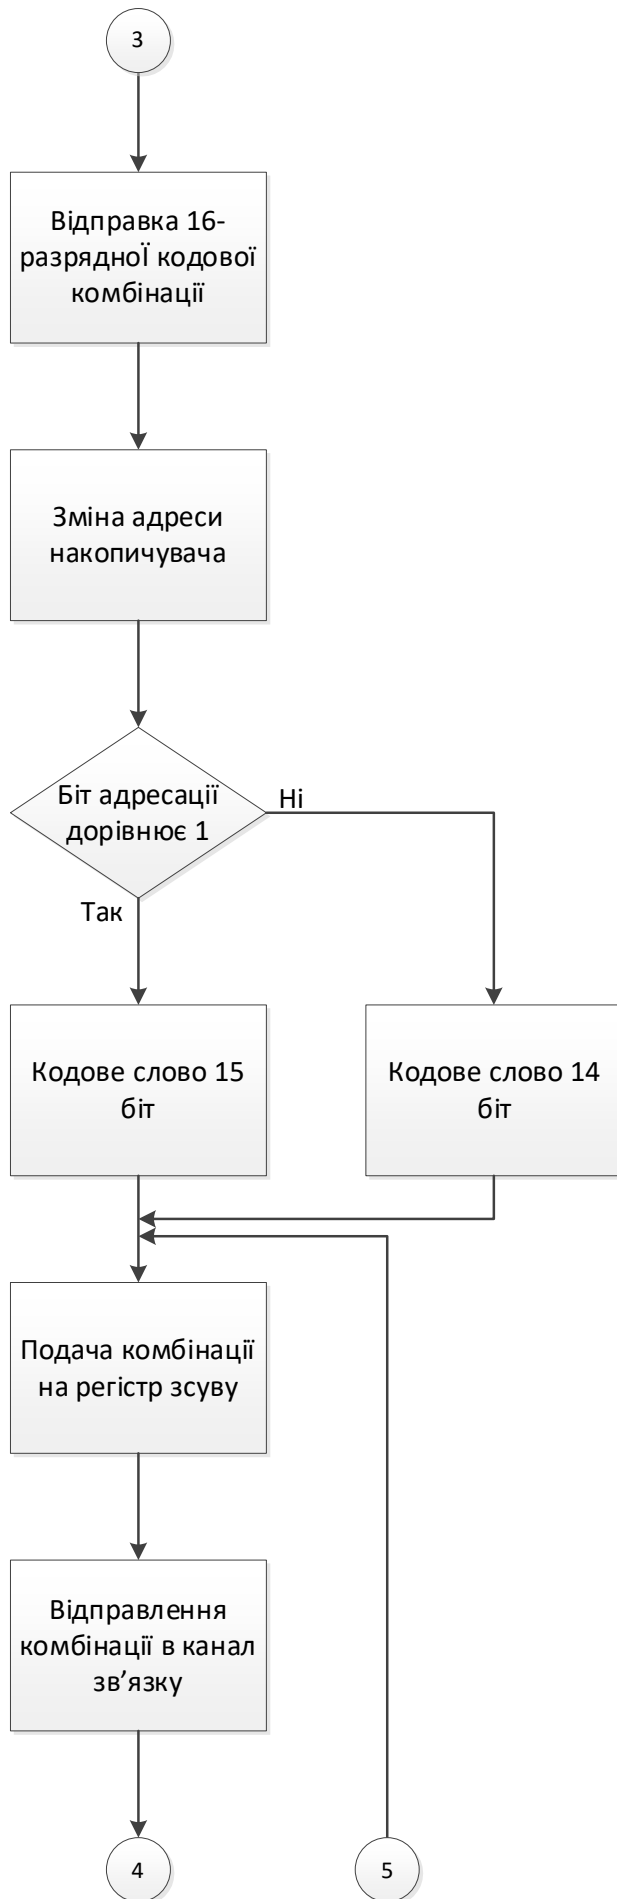 3
Відправка 16-
разрядноЇ кодової
комбінації
Зміна адреси
накопичувача
Біт адресації
дорівнює 1
Ні
Так
Кодове слово 15
біт
Кодове слово 14
біт
Подача комбінації
на регістр зсуву
Відправлення
комбінації в канал
зв’язку
4
5